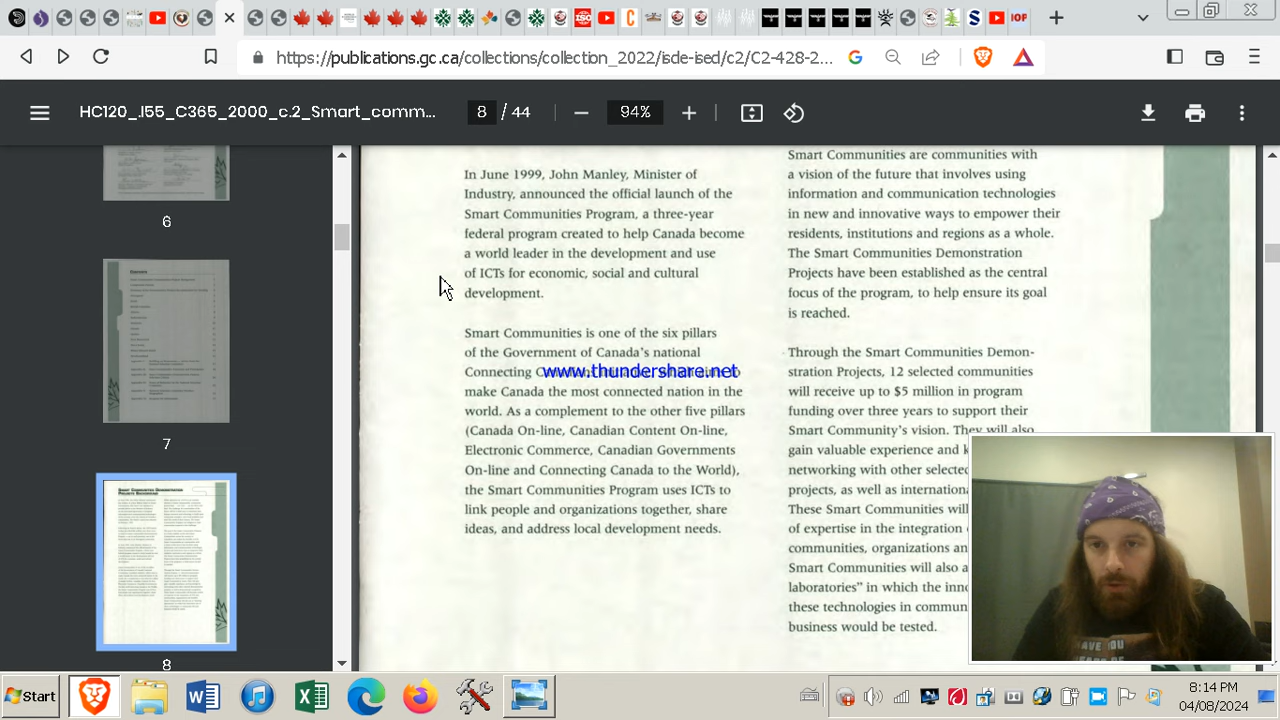 https://publications.gc.ca/collections/collection_2022/isde-ised/c2/C2-428-2...
HC120_.I55_C365_2000_c.2_Smart_comm...
8 / 44
94%
IOF
ISO
6
7
8
In June 1999, John Manley, Minister of
Industry, announced the official launch of the
Smart Communities Program, a three-year
federal program created to help Canada become
a world leader in the development and use
of ICTs for economic, social and cultural
development.
Smart Communities is one of the six pillars
of the Government of Canada's national
Connecting
www.thundershare.net
make Canada the most connected nation in the
world. As a complement to the other five pillars
(Canada On-line, Canadian Content On-line,
Electronic Commerce, Canadian Governments
On-line and Connecting Canada to the World),
the Smart Communities Program uses ICTs to
link people and organizations together, share
ideas, and address local development needs.
Smart Communities are communities with
a vision of the future that involves using
information and communication technologies
in new and innovative ways to empower their
residents, institutions and regions as a whole.
The Smart Communities Demonstration
Projects have been established as the central
focus of the program, to help ensure its goal
is reached.
Through the Smart Communities Demon-
stration Projects, 12 selected communities
will receive up to $5 million in program
funding over three years to support their
Smart Community's vision. They will also
gain valuable experience and k
networking with other selected
projects, as well as internation
These Smart Communities will
of expertise in the integration
communities, organizations an
Smart Communities will also a
laboratories" in which the inno
these technologies in commun
business would be tested.
HAVE YOU
Start
8:14 PM
04/08/2024